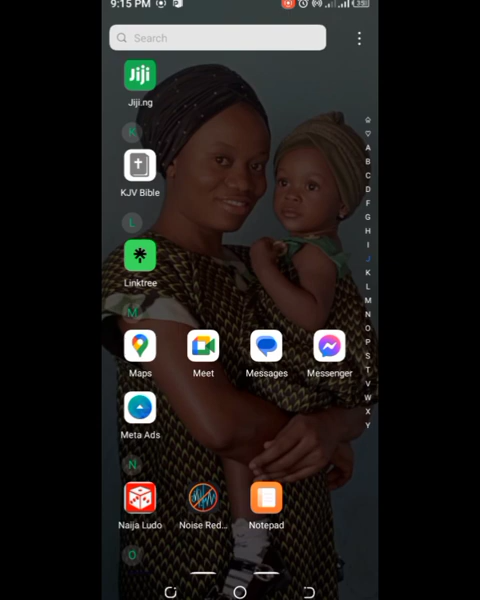 9:15 PM
Search
Jiji
Jiji.ng
K
KJV Bible
L
Linktree
M
Maps Meet Messages Messenger
Meta Ads
N
Naija Ludo Noise Red... Notepad
O
A
B
C
D
F
G
H
I
J
K
L
M
N
O
P
S
T
V
W
X
Y